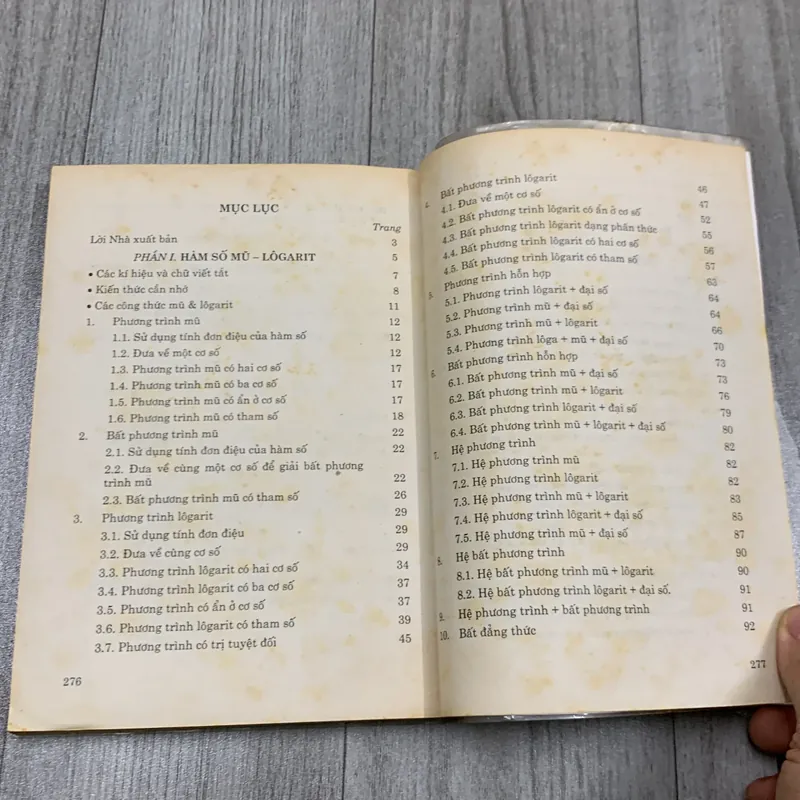 MỤC LỤC
Trang
Lời Nhà xuất bản 3
PHẦN I. HÀM SỐ MŨ – LÔGARIT 5
• Các kí hiệu và chữ viết tắt 7
• Kiến thức cần nhớ 8
• Các công thức mũ & lôgarit 11
1. Phương trình mũ 12
1.1. Sử dụng tính đơn điệu của hàm số 12
1.2. Đưa về một cơ số 12
1.3. Phương trình mũ có hai cơ số 17
1.4. Phương trình mũ có ba cơ số 17
1.5. Phương trình mũ có ẩn ở cơ số 17
1.6. Phương trình mũ có tham số 18
2. Bất phương trình mũ 22
2.1. Sử dụng tính đơn điệu của hàm số 22
2.2. Đưa về cùng một cơ số để giải bất phương
trình mũ 22
2.3. Bất phương trình mũ có tham số 26
3. Phương trình lôgarit 29
3.1. Sử dụng tính đơn điệu 29
3.2. Đưa về cùng cơ số 29
3.3. Phương trình lôgarit có hai cơ số 34
3.4. Phương trình lôgarit có ba cơ số 37
3.5. Phương trình có ẩn ở cơ số 37
3.6. Phương trình lôgarit có tham số 39
3.7. Phương trình có trị tuyệt đối 45
276
4. Bất phương trình lôgarit 46
4.1. Đưa về một cơ số 47
4.2. Bất phương trình lôgarit có ẩn ở cơ số 52
4.3. Bất phương trình lôgarit dạng phân thức 55
4.4. Bất phương trình lôgarit có hai cơ số 56
4.5. Bất phương trình lôgarit có tham số 57
5. Phương trình hỗn hợp 63
5.1. Phương trình lôgarit + đại số 64
5.2. Phương trình mũ + đại số 64
5.3. Phương trình mũ + lôgarit 66
5.4. Phương trình lôga + mũ + đại số 70
6. Bất phương trình hỗn hợp 73
6.1. Bất phương trình mũ + đại số 73
6.2. Bất phương trình mũ + lôgarit 76
6.3. Bất phương trình lôgarit + đại số 79
6.4. Bất phương trình mũ + lôgarit + đại số 80
7. Hệ phương trình 82
7.1. Hệ phương trình mũ 82
7.2. Hệ phương trình lôgarit 82
7.3. Hệ phương trình mũ + lôgarit 83
7.4. Hệ phương trình lôgarit + đại số 85
7.5. Hệ phương trình mũ + đại số 87
8. Hệ bất phương trình 90
8.1. Hệ bất phương trình mũ + lôgarit 90
8.2. Hệ bất phương trình lôgarit + đại số. 91
9. Hệ phương trình + bất phương trình 91
10. Bất đẳng thức 92
277